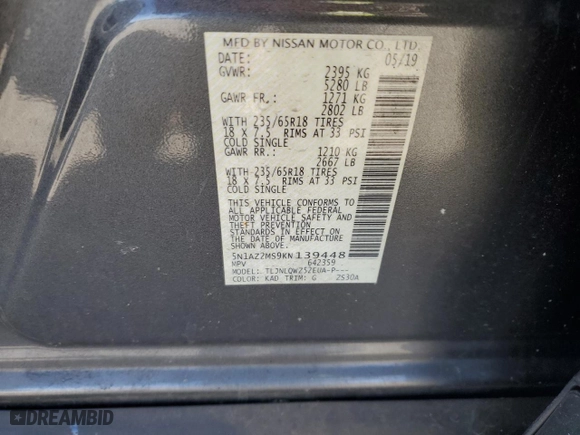 MFD BY NISSAN MOTOR CO., LTD.
DATE: 05/19
GVWR: 2395 KG
5280 LB
GAWR FR.: 1271 KG
2802 LB
WITH 235/65R18 TIRES
18 X 7.5 RIMS AT 33 PSI
COLD SINGLE
GAWR RR.: 1210 KG
2667 LB
WITH 235/65R18 TIRES
18 X 7.5 RIMS AT 33 PSI
COLD SINGLE
THIS VEHICLE CONFORMS TO
ALL APPLICABLE FEDERAL
MOTOR VEHICLE SAFETY AND
THEFT PREVENTION
STANDARDS IN EFFECT ON THE
DATE OF MANUFACTURE
SHOWN ABOVE.
5N1AZ2MS9KN139448
MPV 642359
MODEL: TLJNLQWZ52EUA-P---
COLOR: KAD TRIM: G 2S30A
DREAMBID